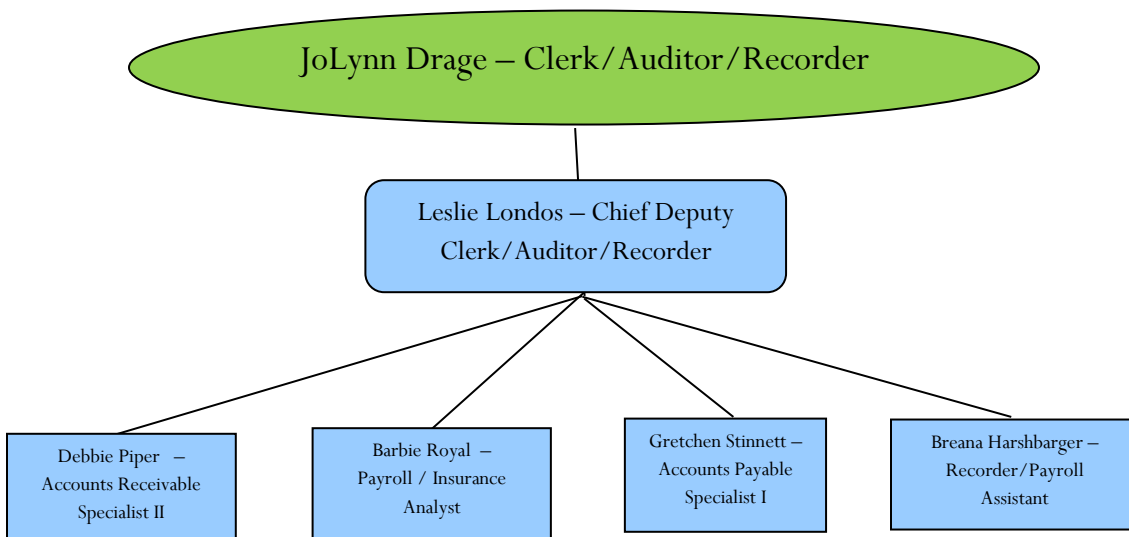 JoLynn Drage – Clerk/Auditor/Recorder
Leslie Londos – Chief Deputy
Clerk/Auditor/Recorder
Debbie Piper –
Accounts Receivable
Specialist II
Barbie Royal –
Payroll / Insurance
Analyst
Gretchen Stinnett –
Accounts Payable
Specialist I
Breana Harshbarger –
Recorder/Payroll
Assistant